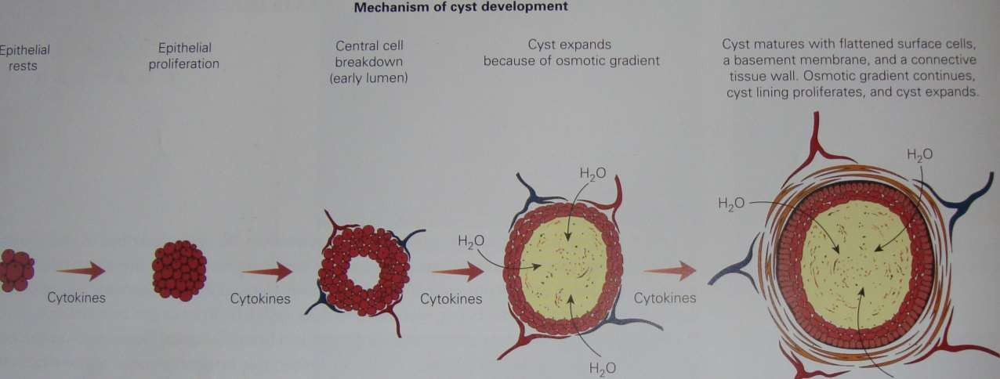 Mechanism of cyst development
Epithelial
rests
Epithelial
proliferation
Central cell
breakdown
(early lumen)
Cyst expands
because of osmotic gradient
Cyst matures with flattened surface cells,
a basement membrane, and a connective
tissue wall. Osmotic gradient continues,
cyst lining proliferates, and cyst expands.
H₂O
H₂O
H₂O
H₂O
H₂O
Cytokines
Cytokines
Cytokines
Cytokines